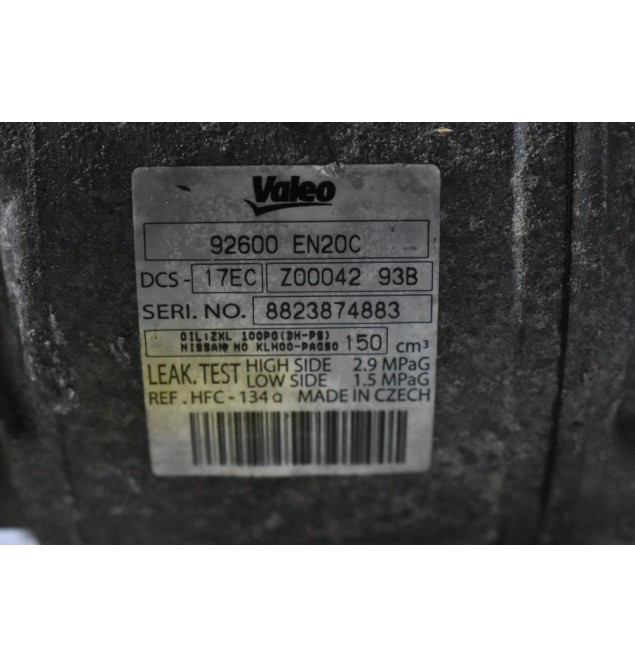 Valeo
92600 EN20C
DCS - 17EC Z00042 93B
SERI. NO. 8823874883
OIL:ZXL 100PG(DH-PS)
NISSAN NO KLH00-PAGS0 150 cm³
LEAK. TEST HIGH SIDE 2.9 MPaG
LOW SIDE 1.5 MPaG
REF. HFC - 134a MADE IN CZECH